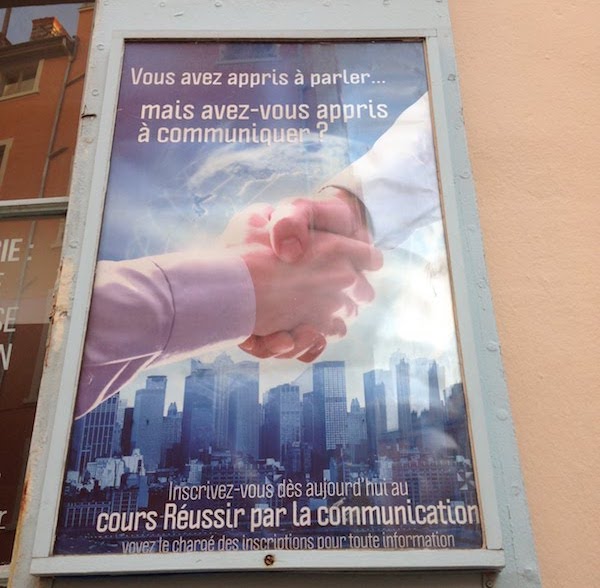 Vous avez appris à parler...
mais avez-vous appris
à communiquer ?
RIE :
Inscrivez-vous dès aujourd'hui au
cours Réussir par la communication
voyez le chargé des inscriptions pour toute information